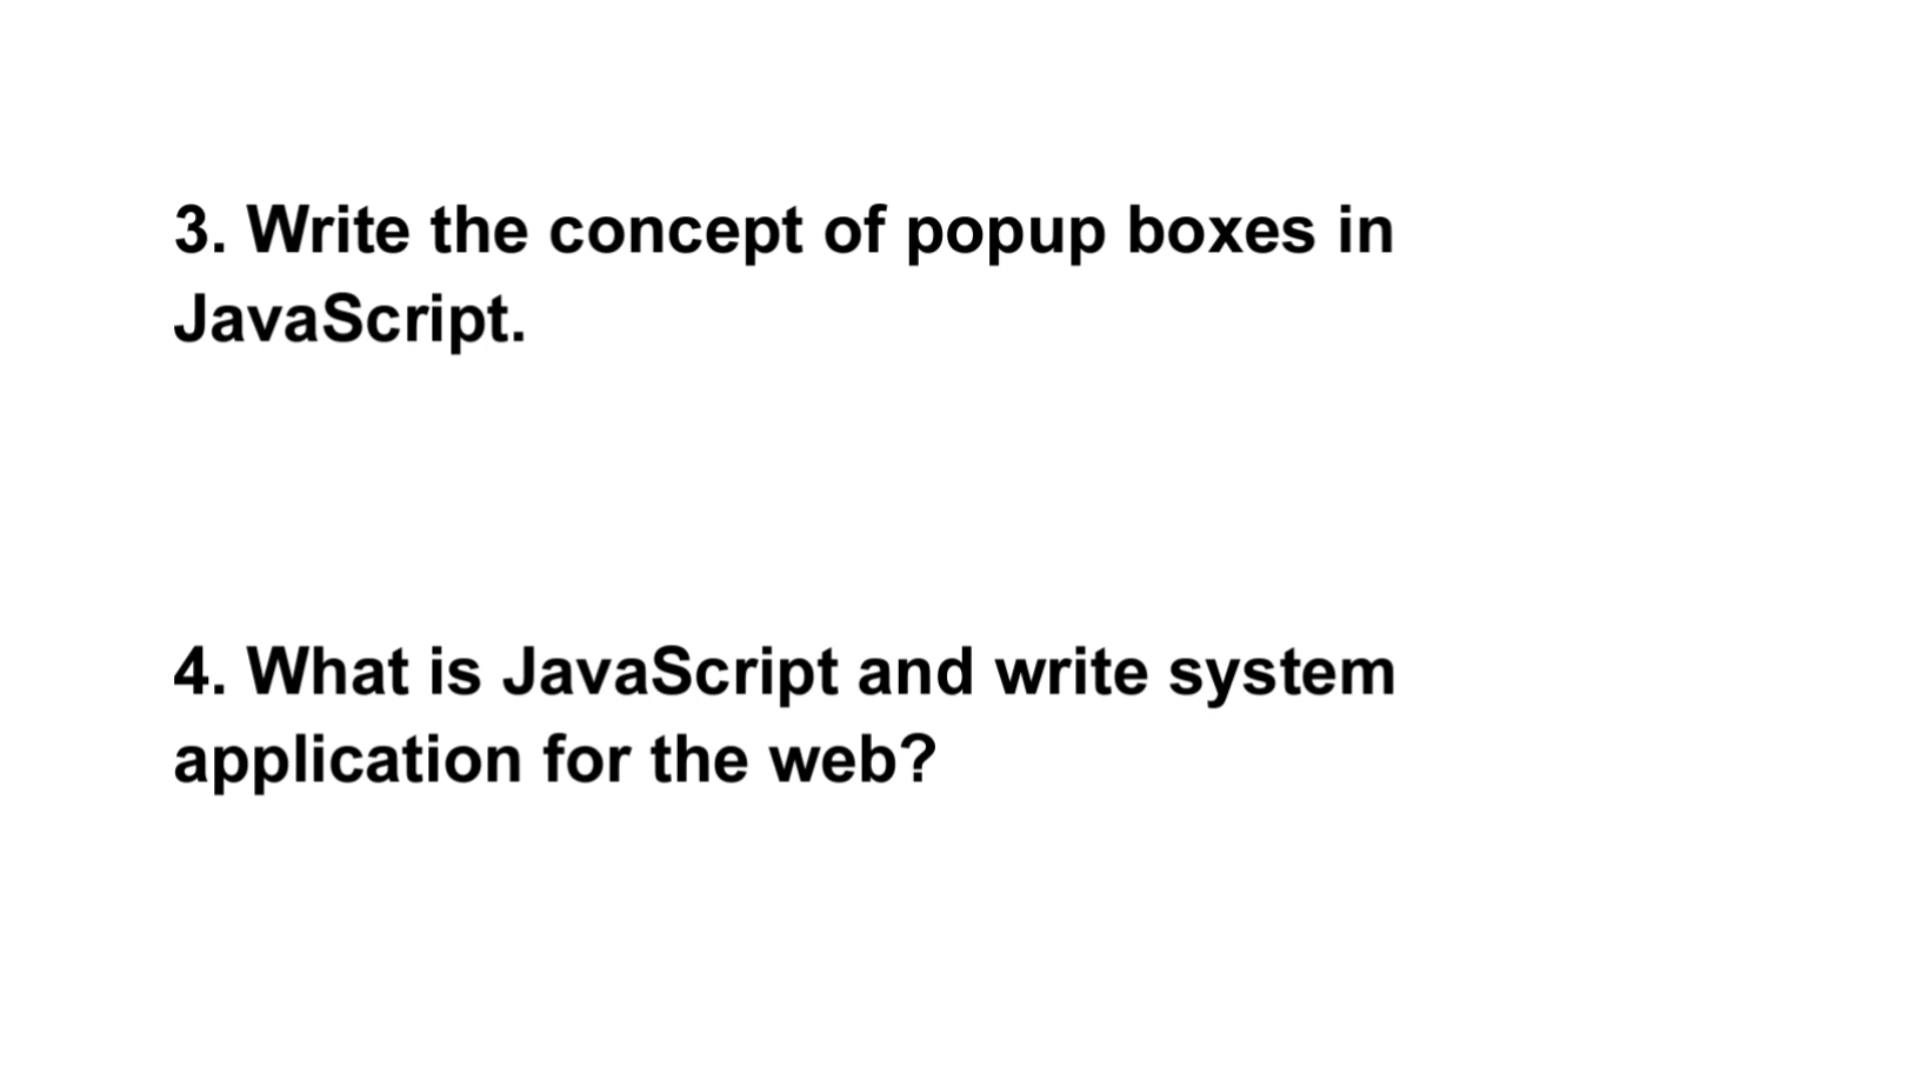 3. Write the concept of popup boxes in
JavaScript.
4. What is JavaScript and write system
application for the web?